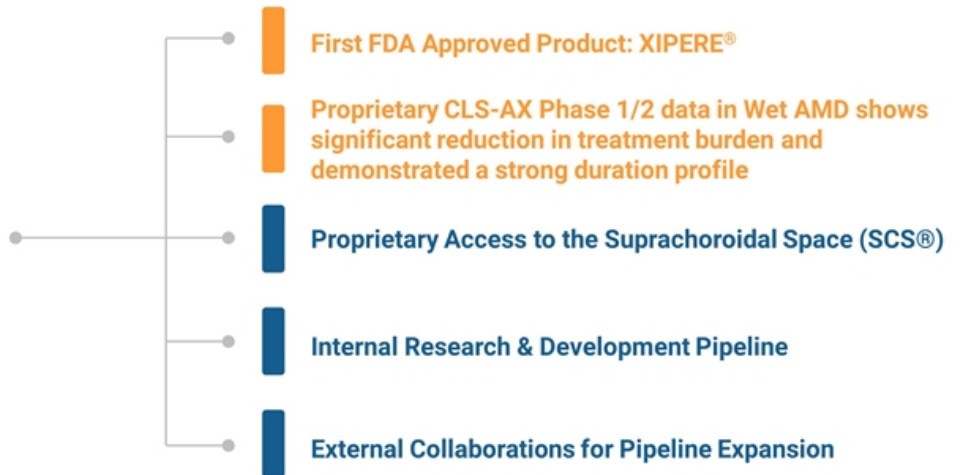 First FDA Approved Product: XIPERE®
Proprietary CLS-AX Phase 1/2 data in Wet AMD shows
significant reduction in treatment burden and
demonstrated a strong duration profile
Proprietary Access to the Suprachoroidal Space (SCS®)
Internal Research & Development Pipeline
External Collaborations for Pipeline Expansion